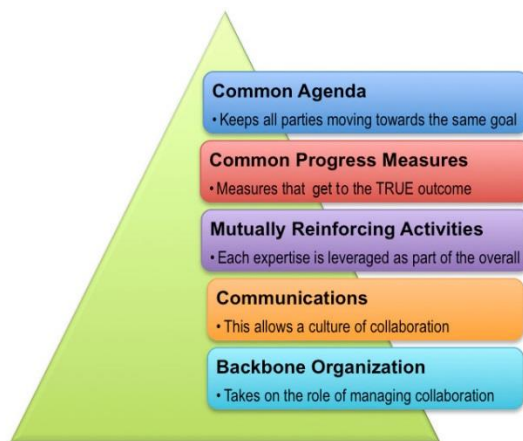 Common Agenda
• Keeps all parties moving towards the same goal
Common Progress Measures
• Measures that get to the TRUE outcome
Mutually Reinforcing Activities
• Each expertise is leveraged as part of the overall
Communications
• This allows a culture of collaboration
Backbone Organization
• Takes on the role of managing collaboration